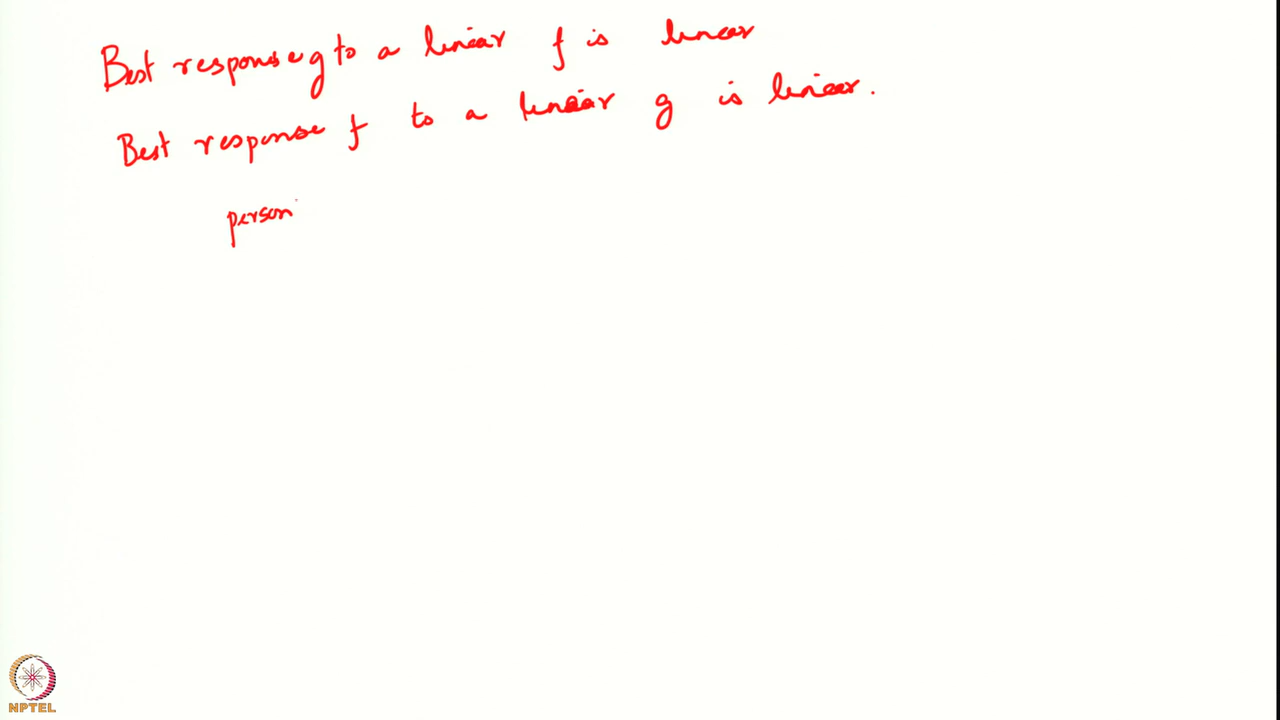 Best response g to a linear f is linear
Best response f to a linear g is linear.
person
NPTEL